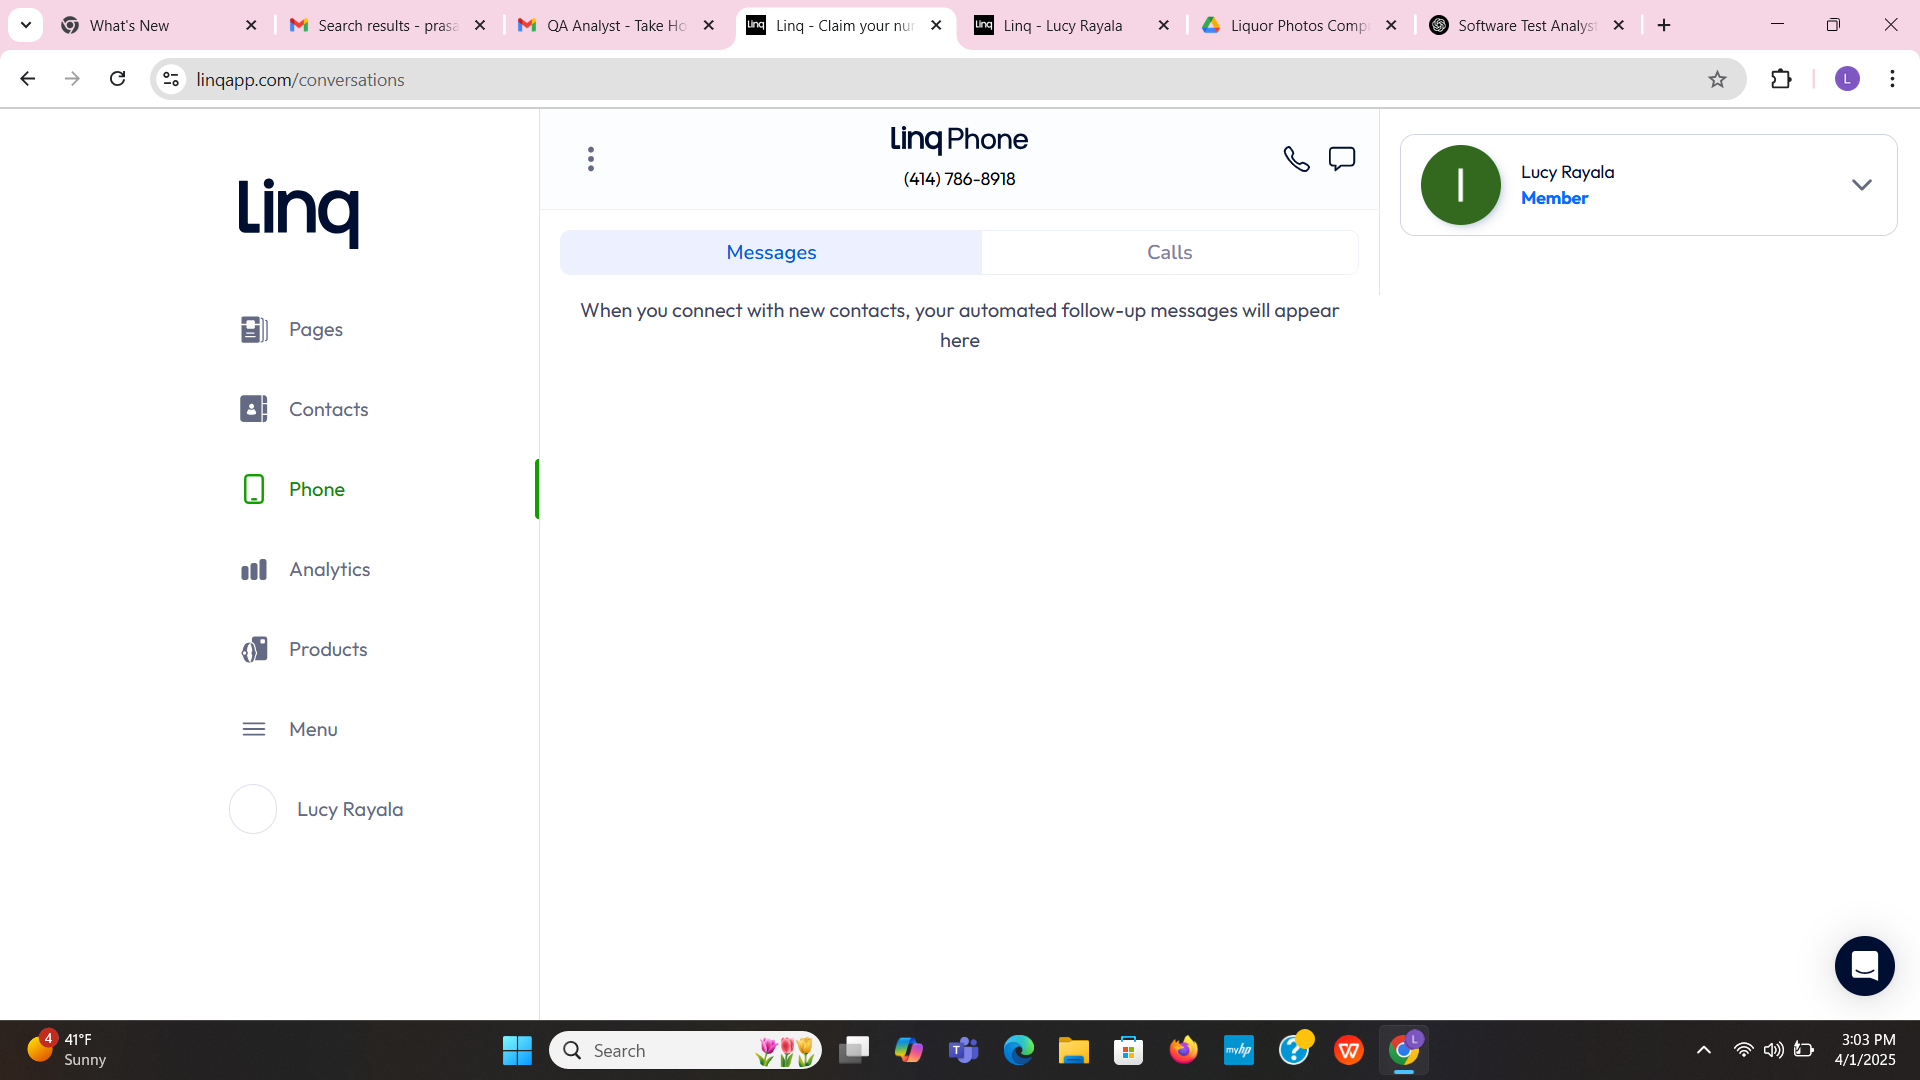 What's New
Search results - prasa
QA Analyst - Take Ho
Linq - Claim your nu
Linq - Lucy Rayala
Liquor Photos Comp
Software Test Analyst
linqapp.com/conversations
L
Linq
Pages
Contacts
Phone
Analytics
Products
Menu
Lucy Rayala
Linq Phone
(414) 786-8918
Messages
Calls
When you connect with new contacts, your automated follow-up messages will appear
here
l
Lucy Rayala
Member
4
41°F
Sunny
Search
myhp
L
3:03 PM
4/1/2025